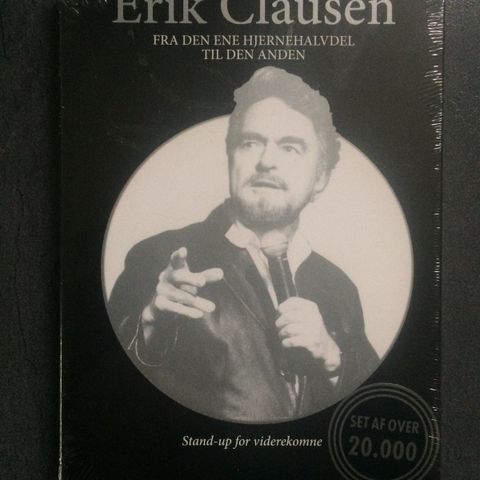 Erik Clausen
FRA DEN ENE HJERNEHALVDEL
TIL DEN ANDEN
Stand-up for viderekomne
SET AF OVER
20.000